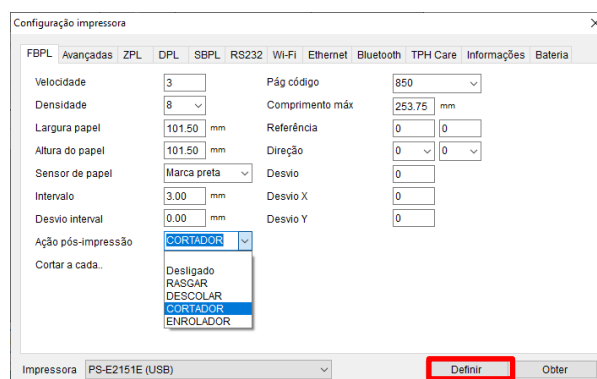 Configuração impressora
FBPL Avançadas ZPL DPL SBPL RS232 Wi-Fi Ethernet Bluetooth TPH Care Informações Bateria
Velocidade 3 Pág código 850
Densidade 8 Comprimento máx 253.75 mm
Largura papel 101.50 mm Referência 0 0
Altura do papel 101.50 mm Direção 0 0
Sensor de papel Marca preta Desvio 0
Intervalo 3.00 mm Desvio X 0
Desvio interval 0.00 mm Desvio Y 0
Ação pós-impressão CORTADOR
Cortar a cada..
Desligado
RASGAR
DESCOLAR
CORTADOR
ENROLADOR
Impressora PS-E2151E (USB) Definir Obter